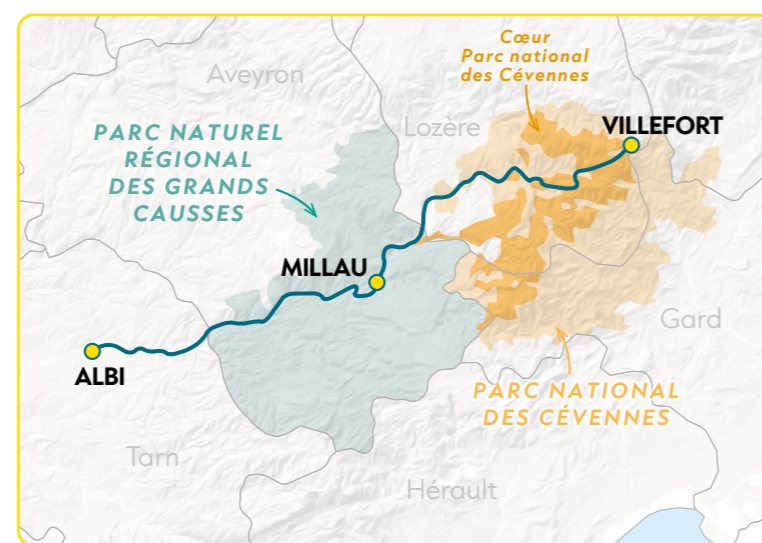 Cœur
Parc national
des Cévennes
Aveyron
Lozère
VILLEFORT
PARC NATUREL
RÉGIONAL
DES GRANDS
CAUSSES
MILLAU
Gard
ALBI
PARC NATIONAL
DES CÉVENNES
Tarn
Hérault